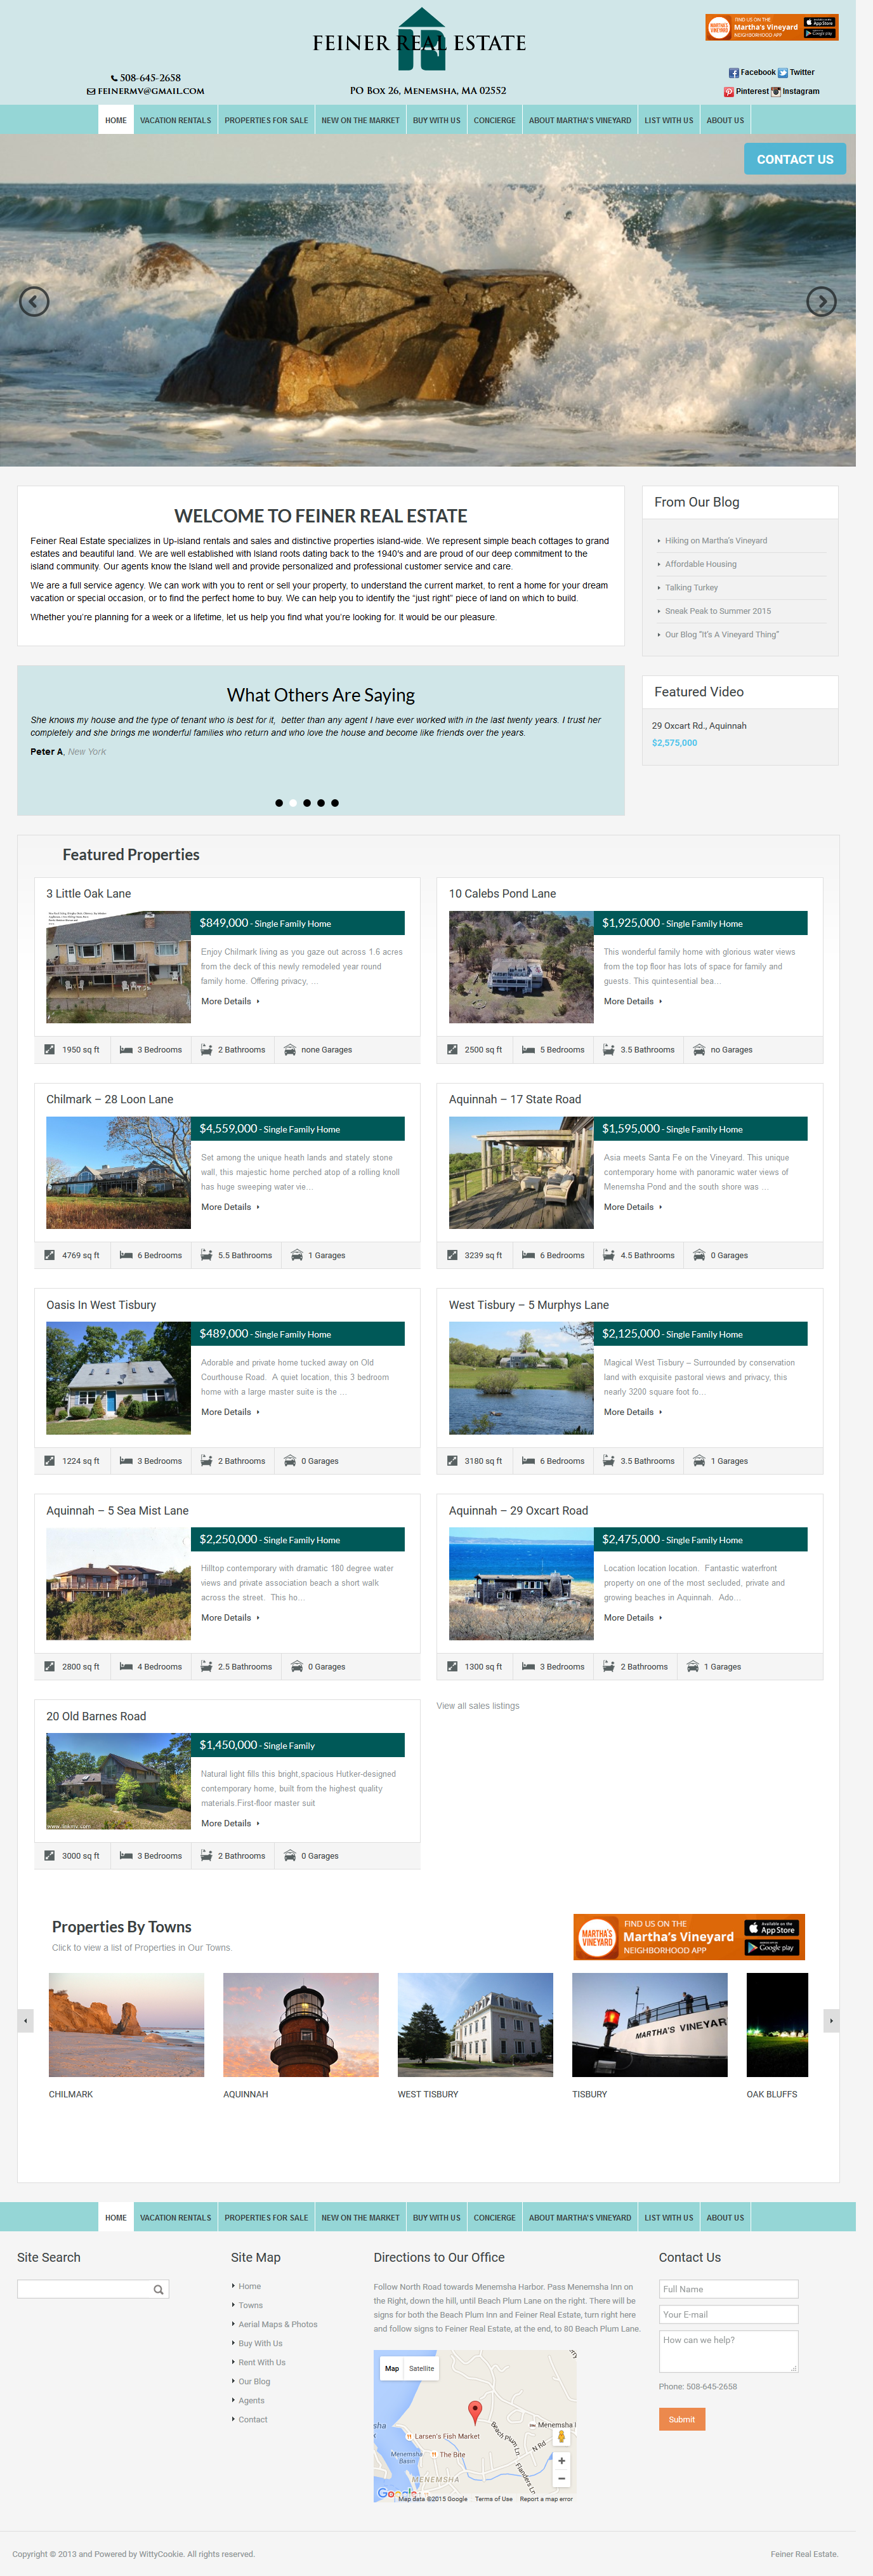 FEINER REAL ESTATE
508-645-2658
FEINERMV@GMAIL.COM
PO Box 26, Menemsha, MA 02552
MARTHA'S VINEYARD
FIND US ON THE
Martha's Vineyard
NEIGHBORHOOD APP
App Store
Google play
Facebook Twitter
Pinterest Instagram
HOME VACATION RENTALS PROPERTIES FOR SALE NEW ON THE MARKET BUY WITH US CONCIERGE ABOUT MARTHA'S VINEYARD LIST WITH US ABOUT US
CONTACT US
WELCOME TO FEINER REAL ESTATE
Feiner Real Estate specializes in Up-island rentals and sales and distinctive properties island-wide. We represent simple beach cottages to grand
estates and beautiful land. We are well established with Island roots dating back to the 1940's and are proud of our deep commitment to the
island community. Our agents know the Island well and provide personalized and professional customer service and care.
We are a full service agency. We can work with you to rent or sell your property, to understand the current market, to rent a home for your dream
vacation or special occasion, or to find the perfect home to buy. We can help you to identify the "just right" piece of land on which to build.
Whether you're planning for a week or a lifetime, let us help you find what you're looking for. It would be our pleasure.
From Our Blog
Hiking on Martha's Vineyard
Affordable Housing
Talking Turkey
Sneak Peak to Summer 2015
Our Blog "It's A Vineyard Thing"
What Others Are Saying
She knows my house and the type of tenant who is best for it, better than any agent I have ever worked with in the last twenty years. I trust her
completely and she brings me wonderful families who return and who love the house and become like friends over the years.
Peter A, New York
Featured Video
29 Oxcart Rd., Aquinnah
$2,575,000
Featured Properties
3 Little Oak Lane
$849,000 - Single Family Home
Enjoy Chilmark living as you gaze out across 1.6 acres
from the deck of this newly remodeled year round
family home. Offering privacy, ...
More Details
1950 sq ft 3 Bedrooms 2 Bathrooms none Garages
10 Calebs Pond Lane
$1,925,000 - Single Family Home
This wonderful family home with glorious water views
from the top floor has lots of space for family and
guests. This quintesential bea...
More Details
2500 sq ft 5 Bedrooms 3.5 Bathrooms no Garages
Chilmark – 28 Loon Lane
$4,559,000 - Single Family Home
Set among the unique heath lands and stately stone
wall, this majestic home perched atop of a rolling knoll
has huge sweeping water vie...
More Details
4769 sq ft 6 Bedrooms 5.5 Bathrooms 1 Garages
Aquinnah – 17 State Road
$1,595,000 - Single Family Home
Asia meets Santa Fe on the Vineyard. This unique
contemporary home with panoramic water views of
Menemsha Pond and the south shore was ...
More Details
3239 sq ft 6 Bedrooms 4.5 Bathrooms 0 Garages
Oasis In West Tisbury
$489,000 - Single Family Home
Adorable and private home tucked away on Old
Courthouse Road. A quiet location, this 3 bedroom
home with a large master suite is the ...
More Details
1224 sq ft 3 Bedrooms 2 Bathrooms 0 Garages
West Tisbury – 5 Murphys Lane
$2,125,000 - Single Family Home
Magical West Tisbury – Surrounded by conservation
land with exquisite pastoral views and privacy, this
nearly 3200 square foot fo...
More Details
3180 sq ft 6 Bedrooms 3.5 Bathrooms 1 Garages
Aquinnah – 5 Sea Mist Lane
$2,250,000 - Single Family Home
Hilltop contemporary with dramatic 180 degree water
views and private association beach a short walk
across the street. This ho...
More Details
2800 sq ft 4 Bedrooms 2.5 Bathrooms 0 Garages
Aquinnah – 29 Oxcart Road
$2,475,000 - Single Family Home
Location location location. Fantastic waterfront
property on one of the most secluded, private and
growing beaches in Aquinnah. Ado...
More Details
1300 sq ft 3 Bedrooms 2 Bathrooms 1 Garages
20 Old Barnes Road
$1,450,000 - Single Family
Natural light fills this bright,spacious Hutker-designed
contemporary home, built from the highest quality
materials.First-floor master suit
More Details
3000 sq ft 3 Bedrooms 2 Bathrooms 0 Garages
View all sales listings
Properties By Towns
Click to view a list of Properties in Our Towns.
MARTHA'S VINEYARD
FIND US ON THE
Martha's Vineyard
NEIGHBORHOOD APP
Available on the
App Store
Google play
MARTHA'S VINEYAR
CHILMARK
AQUINNAH
WEST TISBURY
TISBURY
OAK BLUFFS
HOME VACATION RENTALS PROPERTIES FOR SALE NEW ON THE MARKET BUY WITH US CONCIERGE ABOUT MARTHA'S VINEYARD LIST WITH US ABOUT US
Site Search
Site Map
Home
Towns
Aerial Maps & Photos
Buy With Us
Rent With Us
Our Blog
Agents
Contact
Directions to Our Office
Follow North Road towards Menemsha Harbor. Pass Menemsha Inn on
the Right, down the hill, until Beach Plum Lane on the right. There will be
signs for both the Beach Plum Inn and Feiner Real Estate, turn right here
and follow signs to Feiner Real Estate, at the end, to 80 Beach Plum Lane.
Map Satellite
sha
Larsen's Fish Market
Menemsha I
Beach Plum Ln
N Rd
Menemsha
Basin
The Bite
MENEMSHA
Flanders Ln
Google
Map data ©2015 Google Terms of Use Report a map error
Contact Us
Full Name
Your E-mail
How can we help?
Phone: 508-645-2658
Submit
Copyright © 2013 and Powered by WittyCookie. All rights reserved.
Feiner Real Estate.